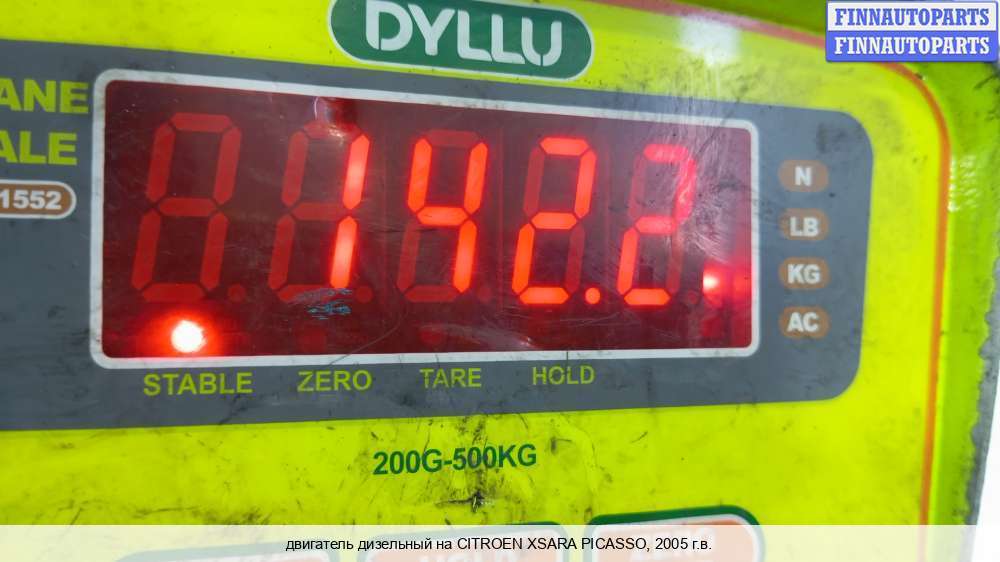 FINNAUTOPARTS
FINNAUTOPARTS
DYLLU
ANE
ALE
1552
142.2
N
LB
KG
AC
STABLE ZERO TARE HOLD
200G-500KG
двигатель дизельный на CITROEN XSARA PICASSO, 2005 г.в.